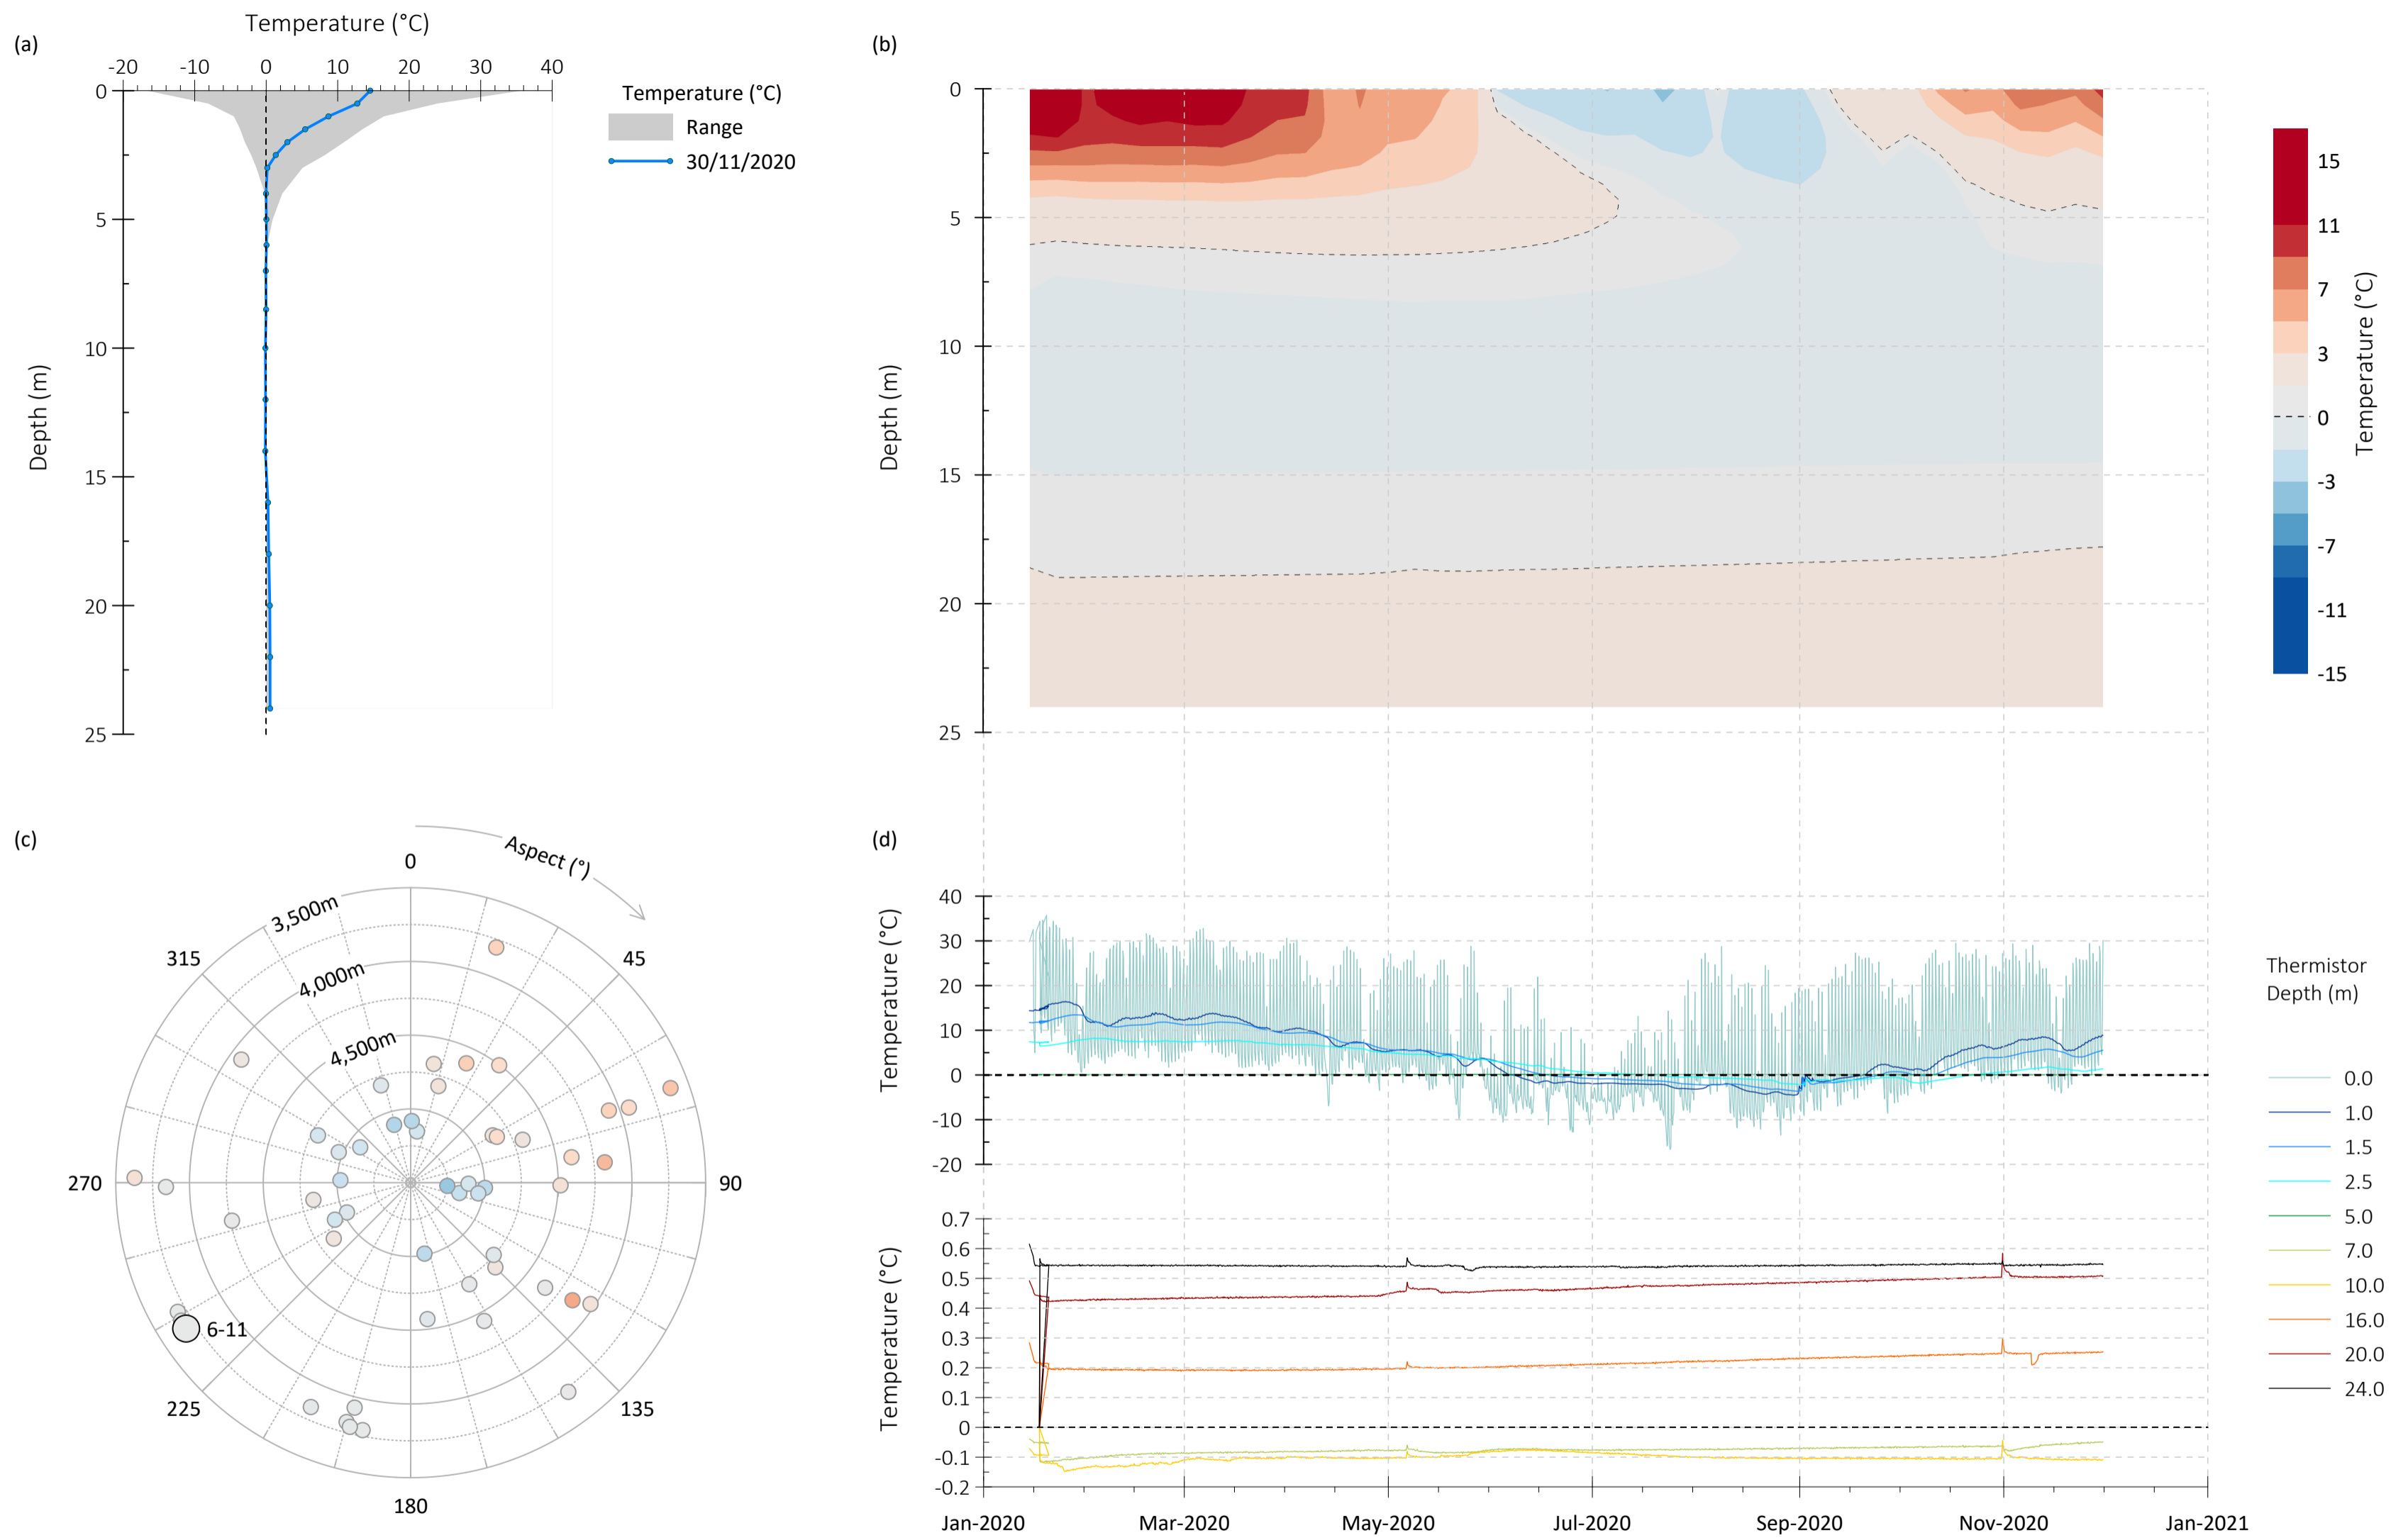 (a)
Temperature (°C)
-20 -10 0 10 20 30 40
0
5
10
15
20
25
Depth (m)
Temperature (°C)
Range
30/11/2020
(b)
0
5
10
15
20
25
Depth (m)
15
11
7
3
0
-3
-7
-11
-15
Temperature (°C)
(c)
Aspect (°)
0
45
90
135
180
225
270
315
3,500m
4,000m
4,500m
6-11
(d)
40
30
20
10
0
-10
-20
Temperature (°C)
0.7
0.6
0.5
0.4
0.3
0.2
0.1
0
-0.1
-0.2
Temperature (°C)
Jan-2020 Mar-2020 May-2020 Jul-2020 Sep-2020 Nov-2020 Jan-2021
Thermistor
Depth (m)
0.0
1.0
1.5
2.5
5.0
7.0
10.0
16.0
20.0
24.0